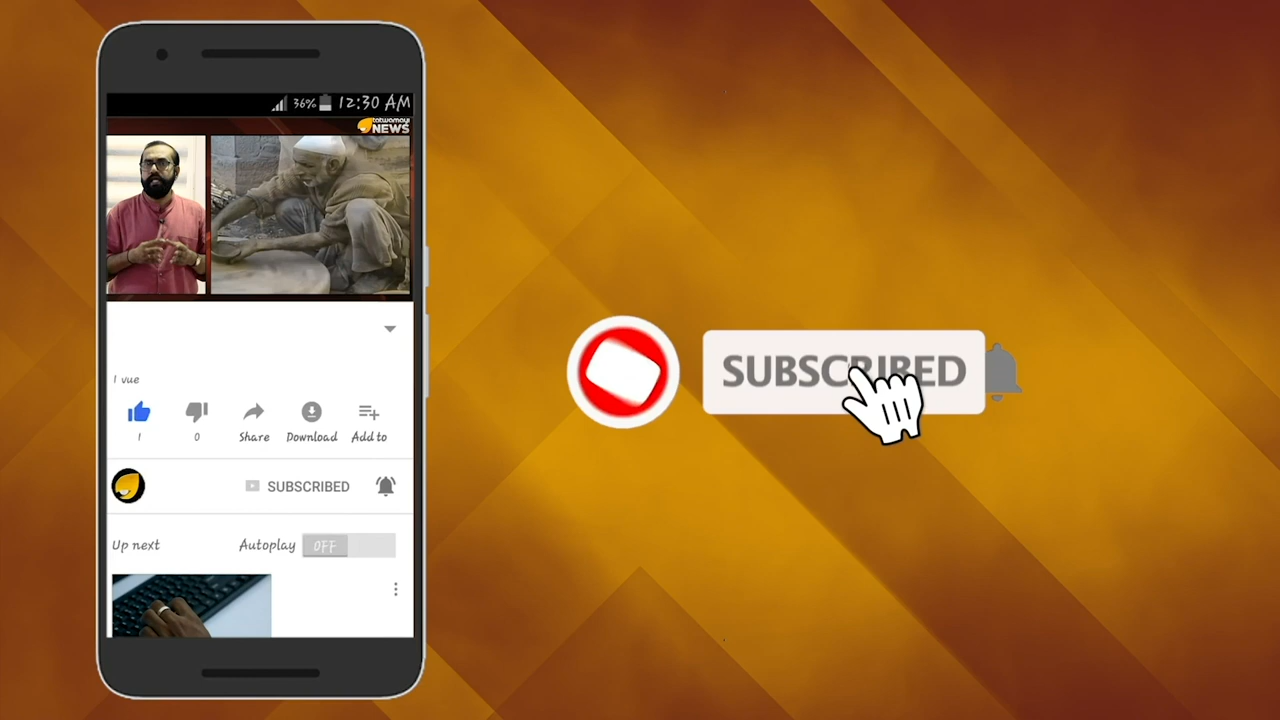 36% 12:30 AM
tatwamayi
NEWS
1 vue
1
0
Share
Download
Add to
SUBSCRIBED
Up next
Autoplay
OFF
SUBSCRIBED